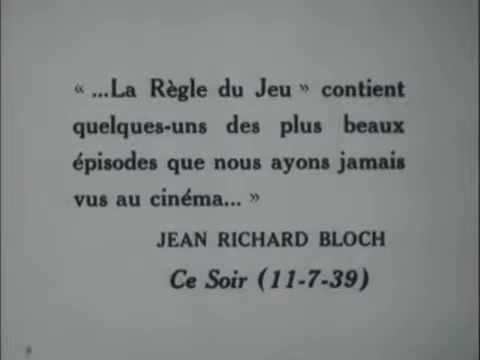 « ...La Règle du Jeu » contient
quelques-uns des plus beaux
épisodes que nous ayons jamais
vus au cinéma... »
JEAN RICHARD BLOCH
Ce Soir (11-7-39)